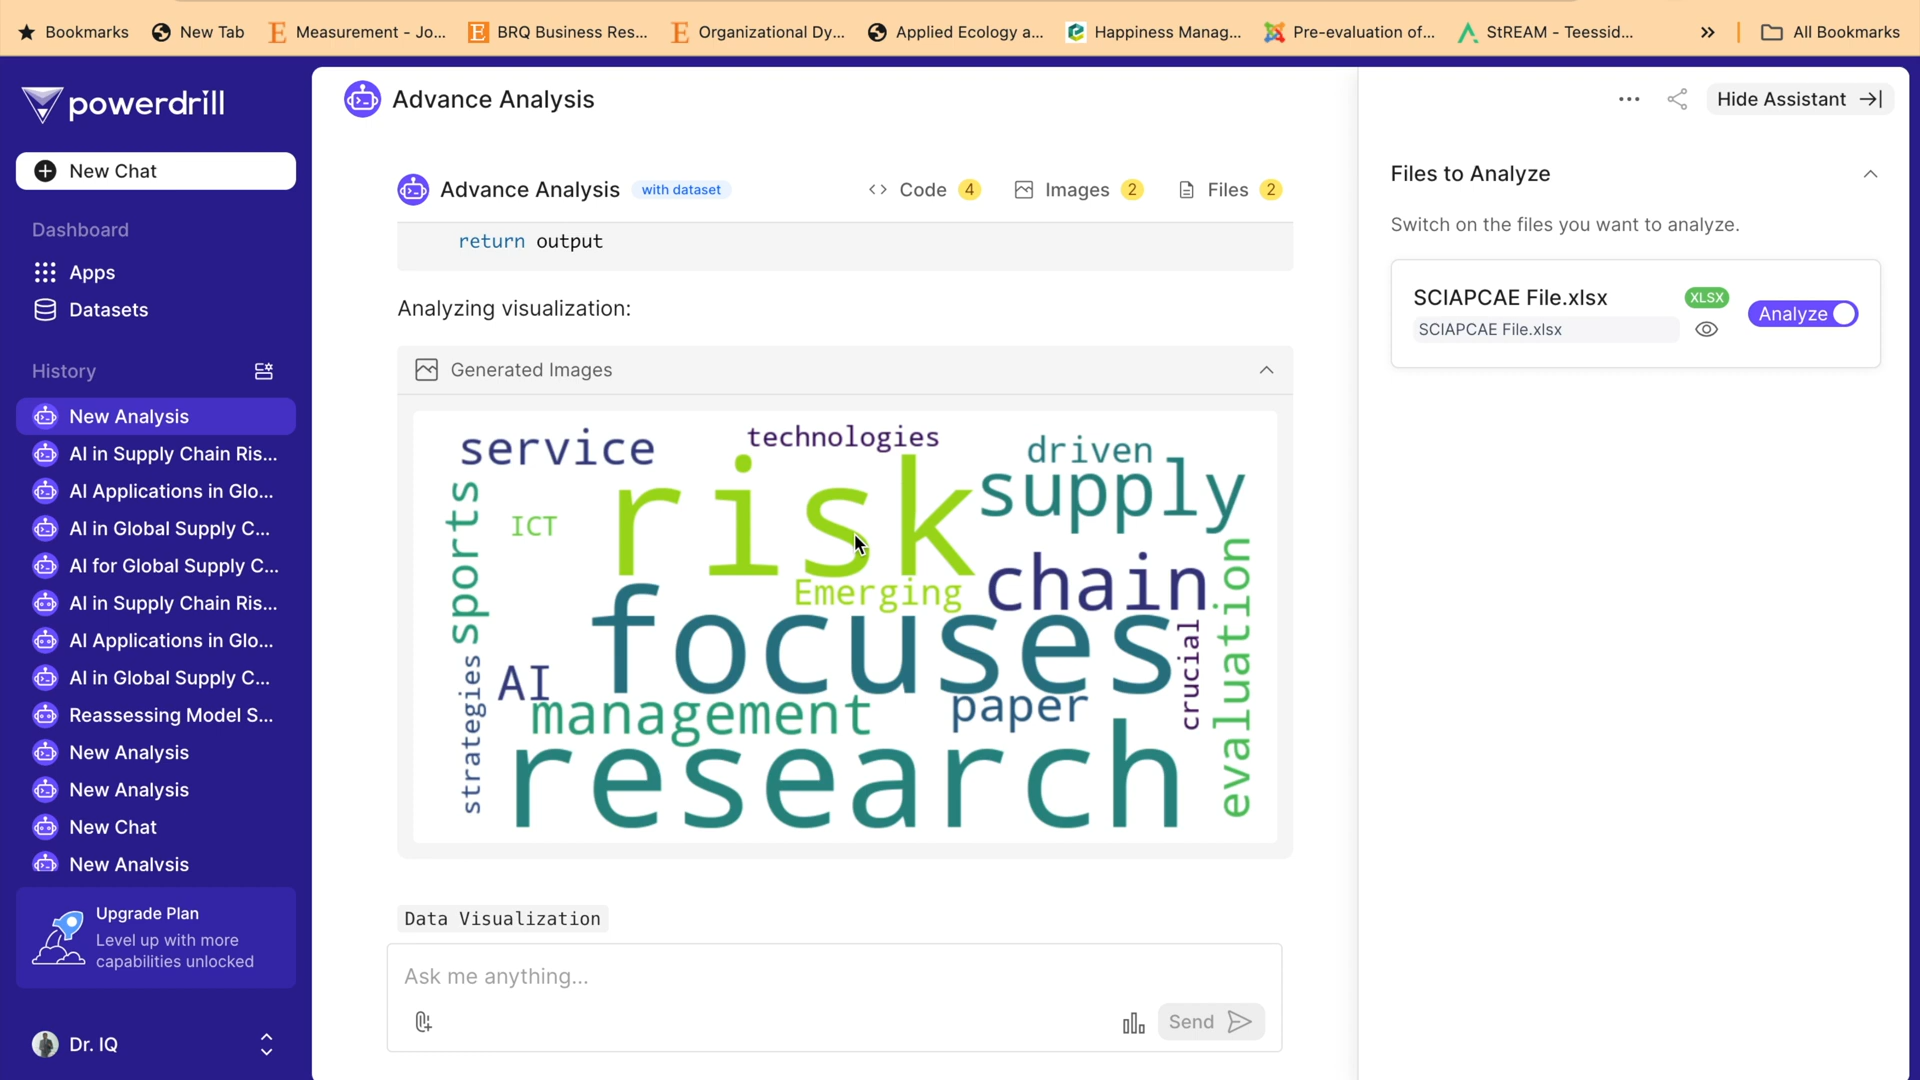 Bookmarks
New Tab
Measurement - Jo...
BRQ Business Res...
Organizational Dy...
Applied Ecology a...
Happiness Manag...
Pre-evaluation of...
StREAM - Teessid...
All Bookmarks
powerdrill
New Chat
Dashboard
Apps
Datasets
History
New Analysis
AI in Supply Chain Ris...
AI Applications in Glo...
AI in Global Supply C...
AI for Global Supply C...
AI in Supply Chain Ris...
AI Applications in Glo...
AI in Global Supply C...
Reassessing Model S...
New Analysis
New Analysis
New Chat
New Analysis
Upgrade Plan
Level up with more
capabilities unlocked
Dr. IQ
Advance Analysis
Advance Analysis with dataset
Code 4
Images 2
Files 2
return output
Analyzing visualization:
Generated Images
service
technologies
driven
risk
supply
sports
ICT
Emerging
chain
focuses
evaluation
crucial
strategies
AI
management
paper
research
Data Visualization
Ask me anything...
Send
Hide Assistant
Files to Analyze
Switch on the files you want to analyze.
SCIAPCAE File.xlsx
XLSX
SCIAPCAE File.xlsx
Analyze